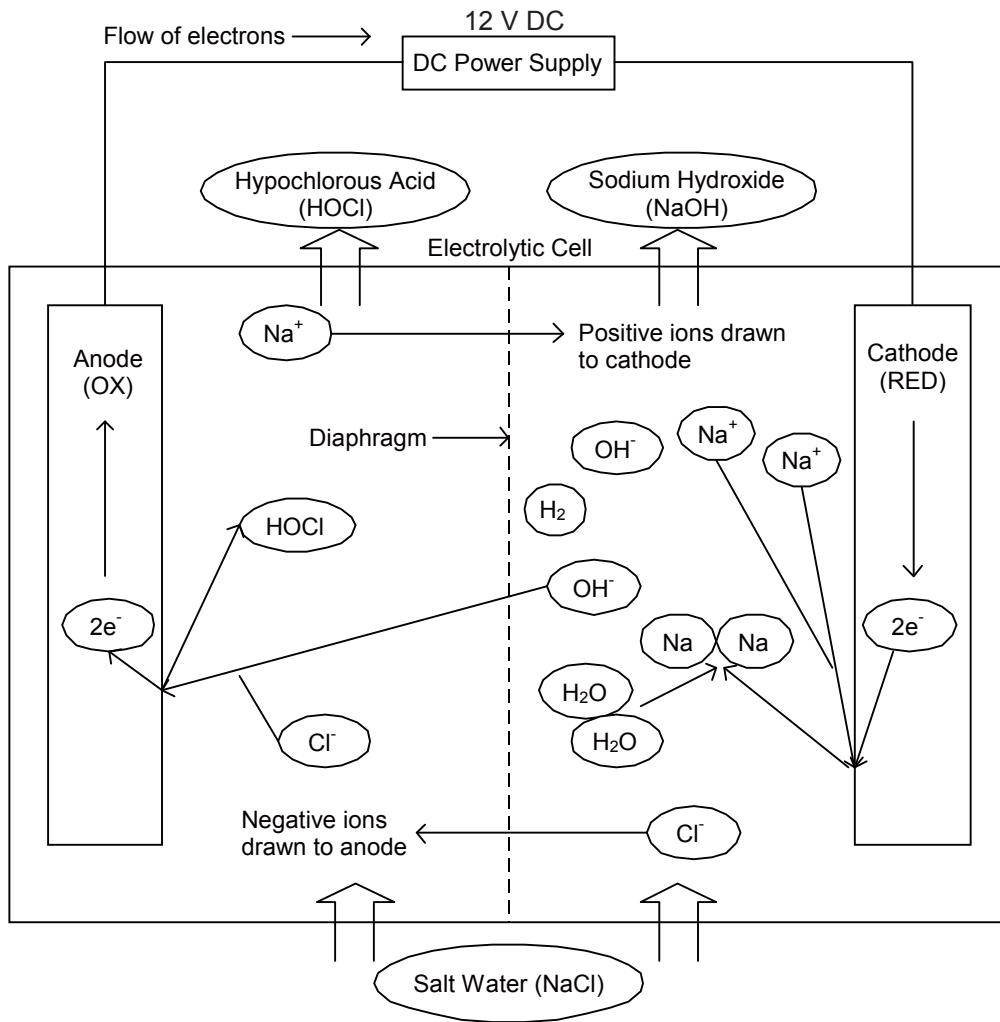 12 V DC
Flow of electrons
DC Power Supply
Hypochlorous Acid
(HOCl)
Sodium Hydroxide
(NaOH)
Electrolytic Cell
Na⁺
Positive ions drawn
to cathode
Anode
(OX)
Cathode
(RED)
Diaphragm
OH⁻
Na⁺
Na⁺
H₂
HOCl
OH⁻
2e⁻
Na
Na
2e⁻
H₂O
H₂O
Cl⁻
Negative ions
drawn to anode
Cl⁻
Salt Water (NaCl)